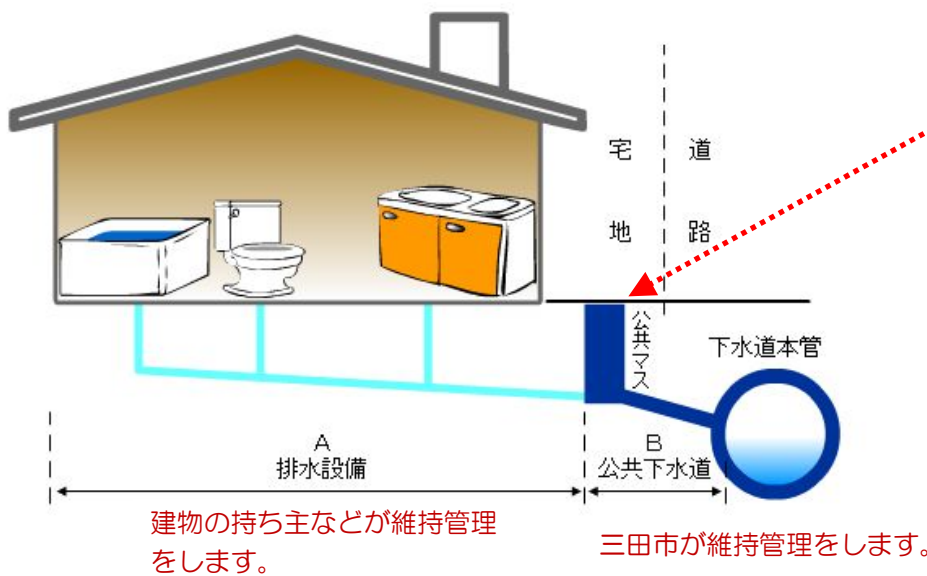 宅地
道路
公共マス
下水道本管
A
排水設備
B
公共下水道
建物の持ち主などが維持管理
をします。
三田市が維持管理をします。